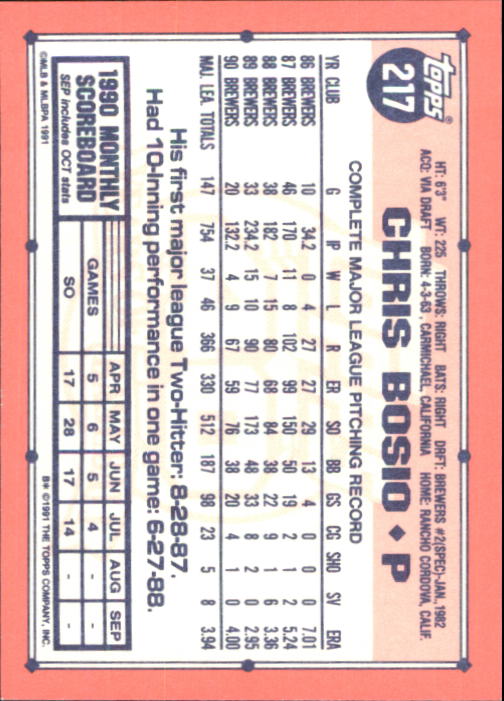 Topps®
217
HT: 6'3" WT: 225 THROWS: RIGHT BATS: RIGHT DRFT: BREWERS #2(SPEC)-JAN., 1982
ACQ: VIA DRAFT BORN: 4-3-63, CARMICHAEL, CALIFORNIA HOME: RANCHO CORDOVA, CALIF.
CHRIS BOSIO ♦ P
COMPLETE MAJOR LEAGUE PITCHING RECORD
YR CLUB G IP W L R ER SO BB GS CG SHO SV ERA
86 BREWERS 10 34.2 0 4 27 27 29 13 4 0 0 0 7.01
87 BREWERS 46 170 11 8 102 99 150 50 19 2 1 2 5.24
88 BREWERS 38 182 7 15 80 68 84 38 22 9 1 6 3.36
89 BREWERS 33 234.2 15 10 90 77 173 48 33 8 2 0 2.95
90 BREWERS 20 132.2 4 9 67 59 76 38 20 4 1 0 4.00
MAJ. LEA. TOTALS 147 754 37 46 366 330 512 187 98 23 5 8 3.94
His first major league Two-Hitter: 8-28-87.
Had 10-Inning performance in one game: 6-27-88.
1990 MONTHLY
SCOREBOARD
SEP includes OCT stats
APR MAY JUN JUL AUG SEP
GAMES 5 6 5 4 - -
SO 17 28 17 14 - -
©MLB & MLBPA 1991
B* ©1991 THE TOPPS COMPANY, INC.